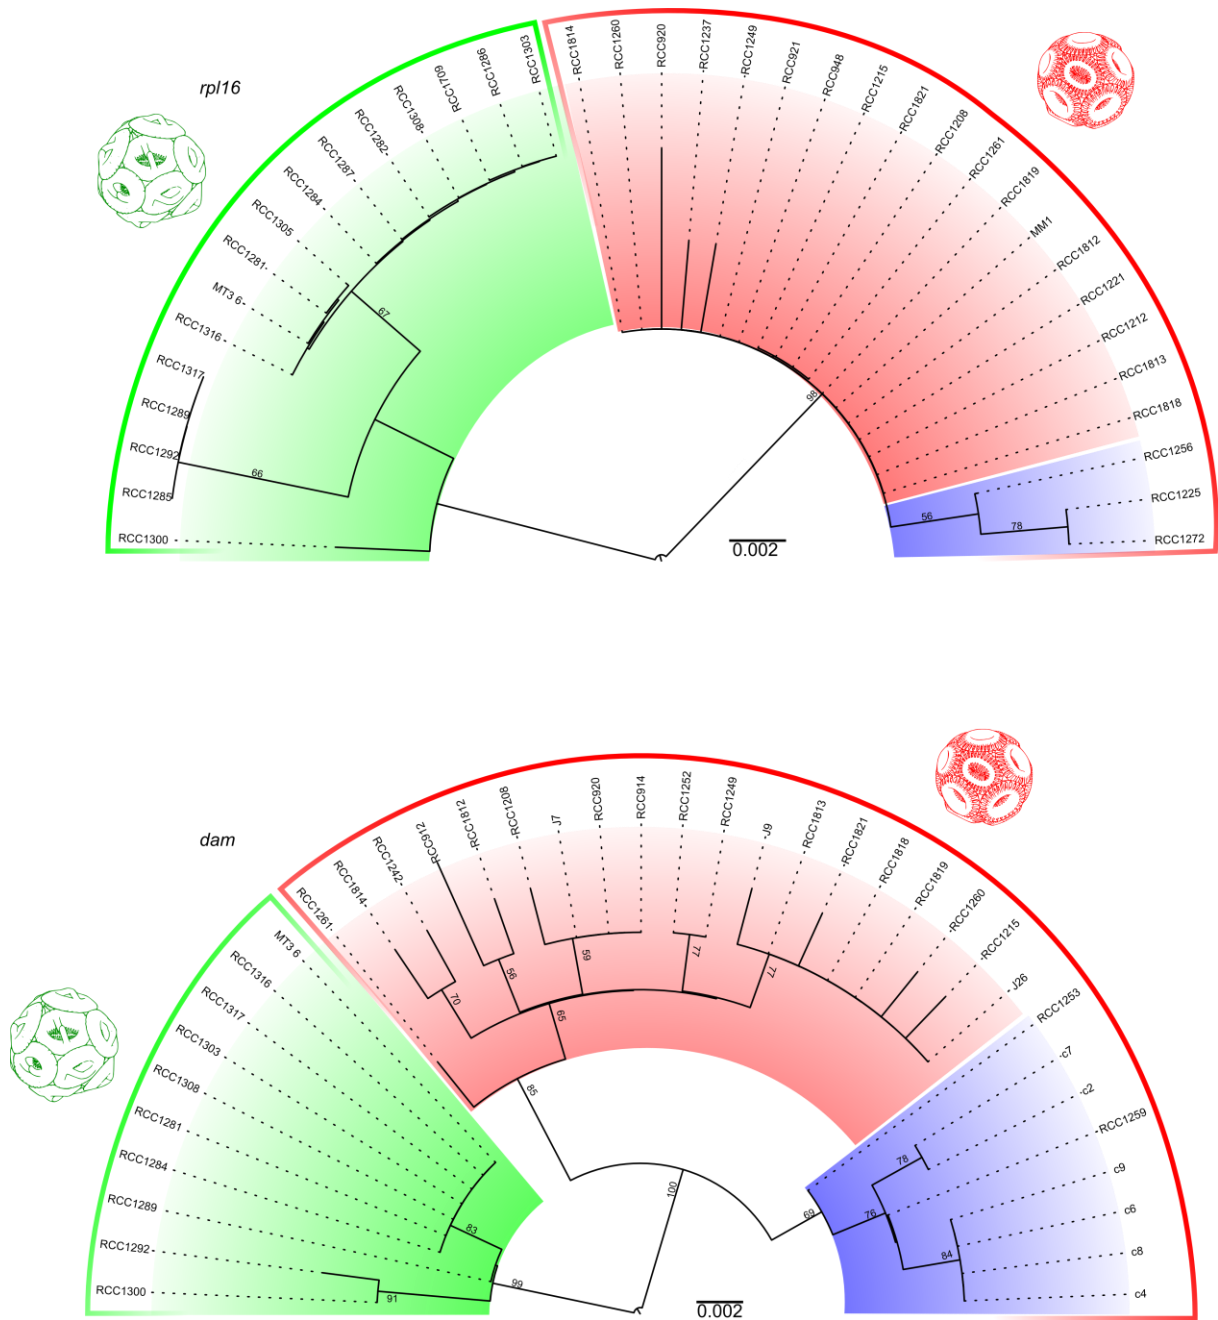 rpl16
RCC1300
RCC1285
RCC1292
RCC1289
RCC1317
RCC1316
MT3 6
RCC1281
RCC1305
RCC1284
RCC1287
RCC1282
RCC1308
RCC1709
RCC1286
RCC1303
RCC1814
RCC1260
RCC920
RCC1237
RCC1249
RCC921
RCC948
RCC1215
RCC1821
RCC1208
RCC1261
RCC1819
MM1
RCC1812
RCC1221
RCC1212
RCC1813
RCC1818
RCC1256
RCC1225
RCC1272
67
66
98
56
78
0.002
dam
RCC1300
RCC1292
RCC1289
RCC1284
RCC1281
RCC1308
RCC1303
RCC1317
RCC1316
MT3 6
RCC1261
RCC1814
RCC1242
RCC912
RCC1812
RCC1208
J7
RCC920
RCC914
RCC1252
RCC1249
J9
RCC1813
RCC1821
RCC1818
RCC1819
RCC1260
RCC1215
J26
RCC1253
c7
c2
RCC1259
c9
c6
c8
c4
70
56
59
77
77
65
85
100
69
78
76
84
83
99
91
0.002